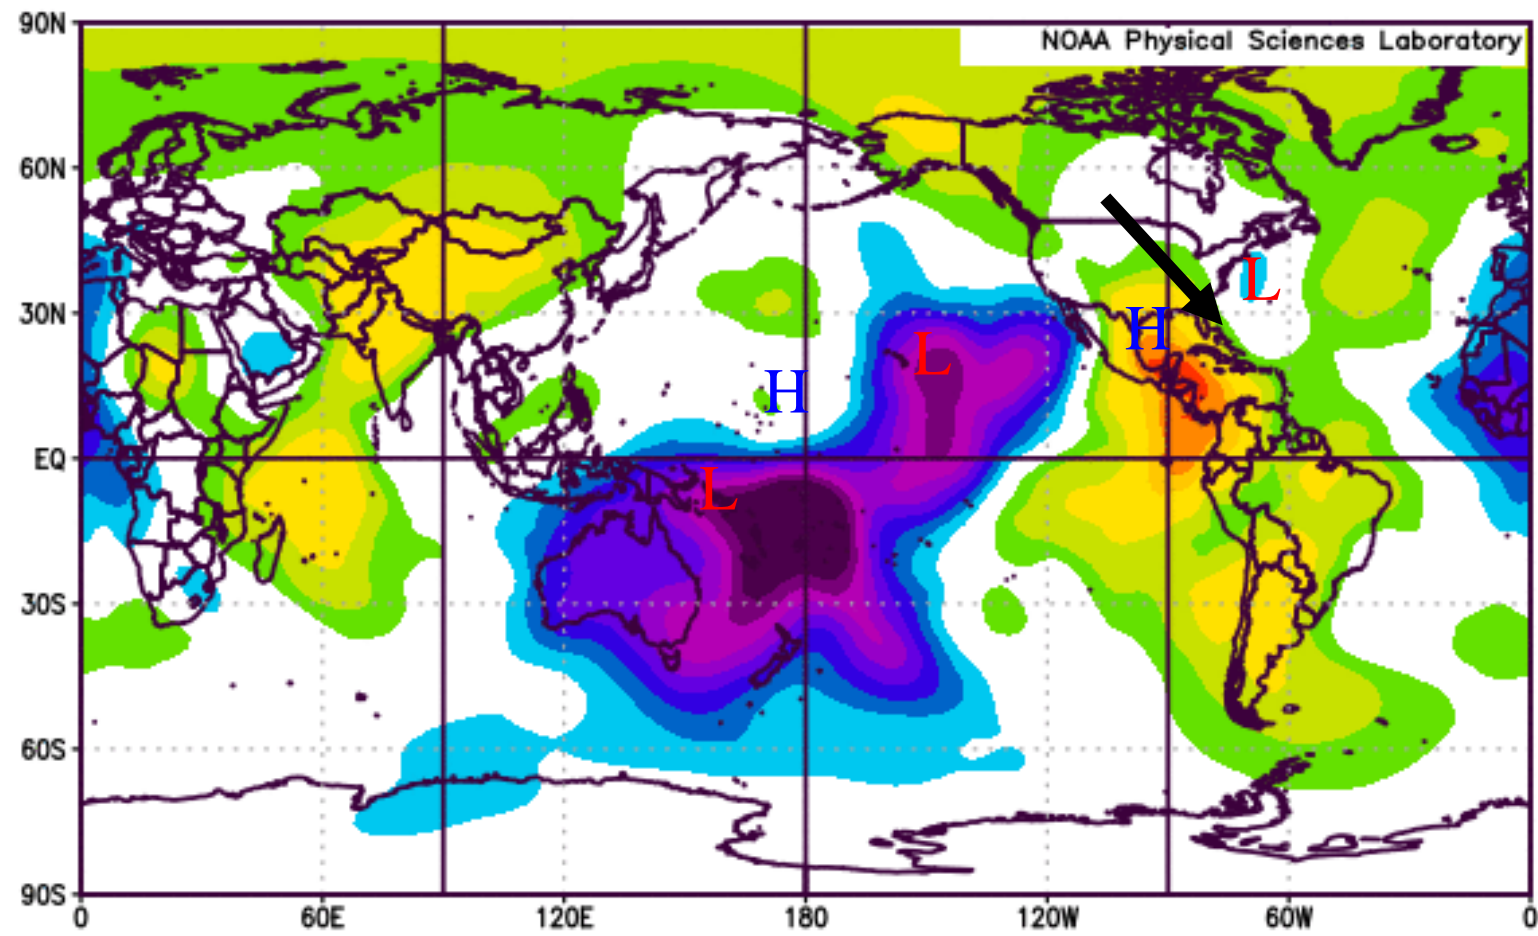 90N
NOAA Physical Sciences Laboratory
60N
L
30N
H
L
H
EQ
L
30S
60S
90S
0 60E 120E 180 120W 60W 0